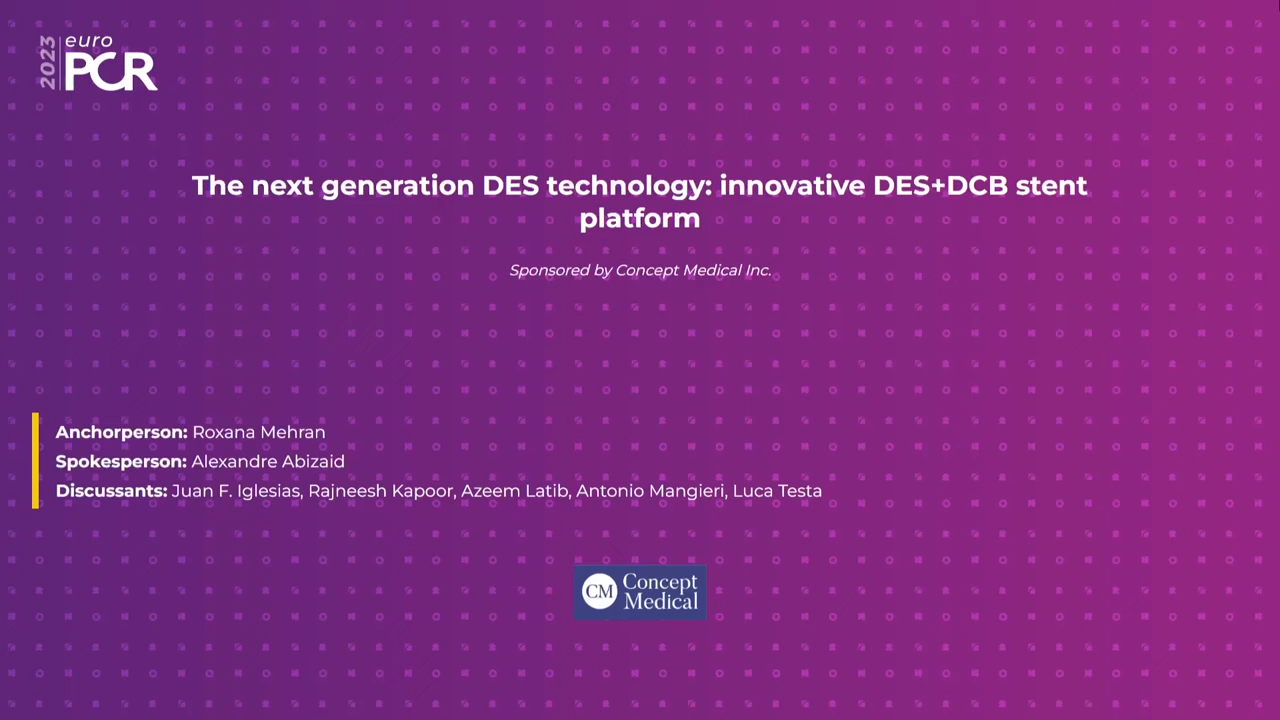 2023
euro
PCR
The next generation DES technology: innovative DES+DCB stent
platform
Sponsored by Concept Medical Inc.
Anchorperson: Roxana Mehran
Spokesperson: Alexandre Abizaid
Discussants: Juan F. Iglesias, Rajneesh Kapoor, Azeem Latib, Antonio Mangieri, Luca Testa
CM Concept
Medical